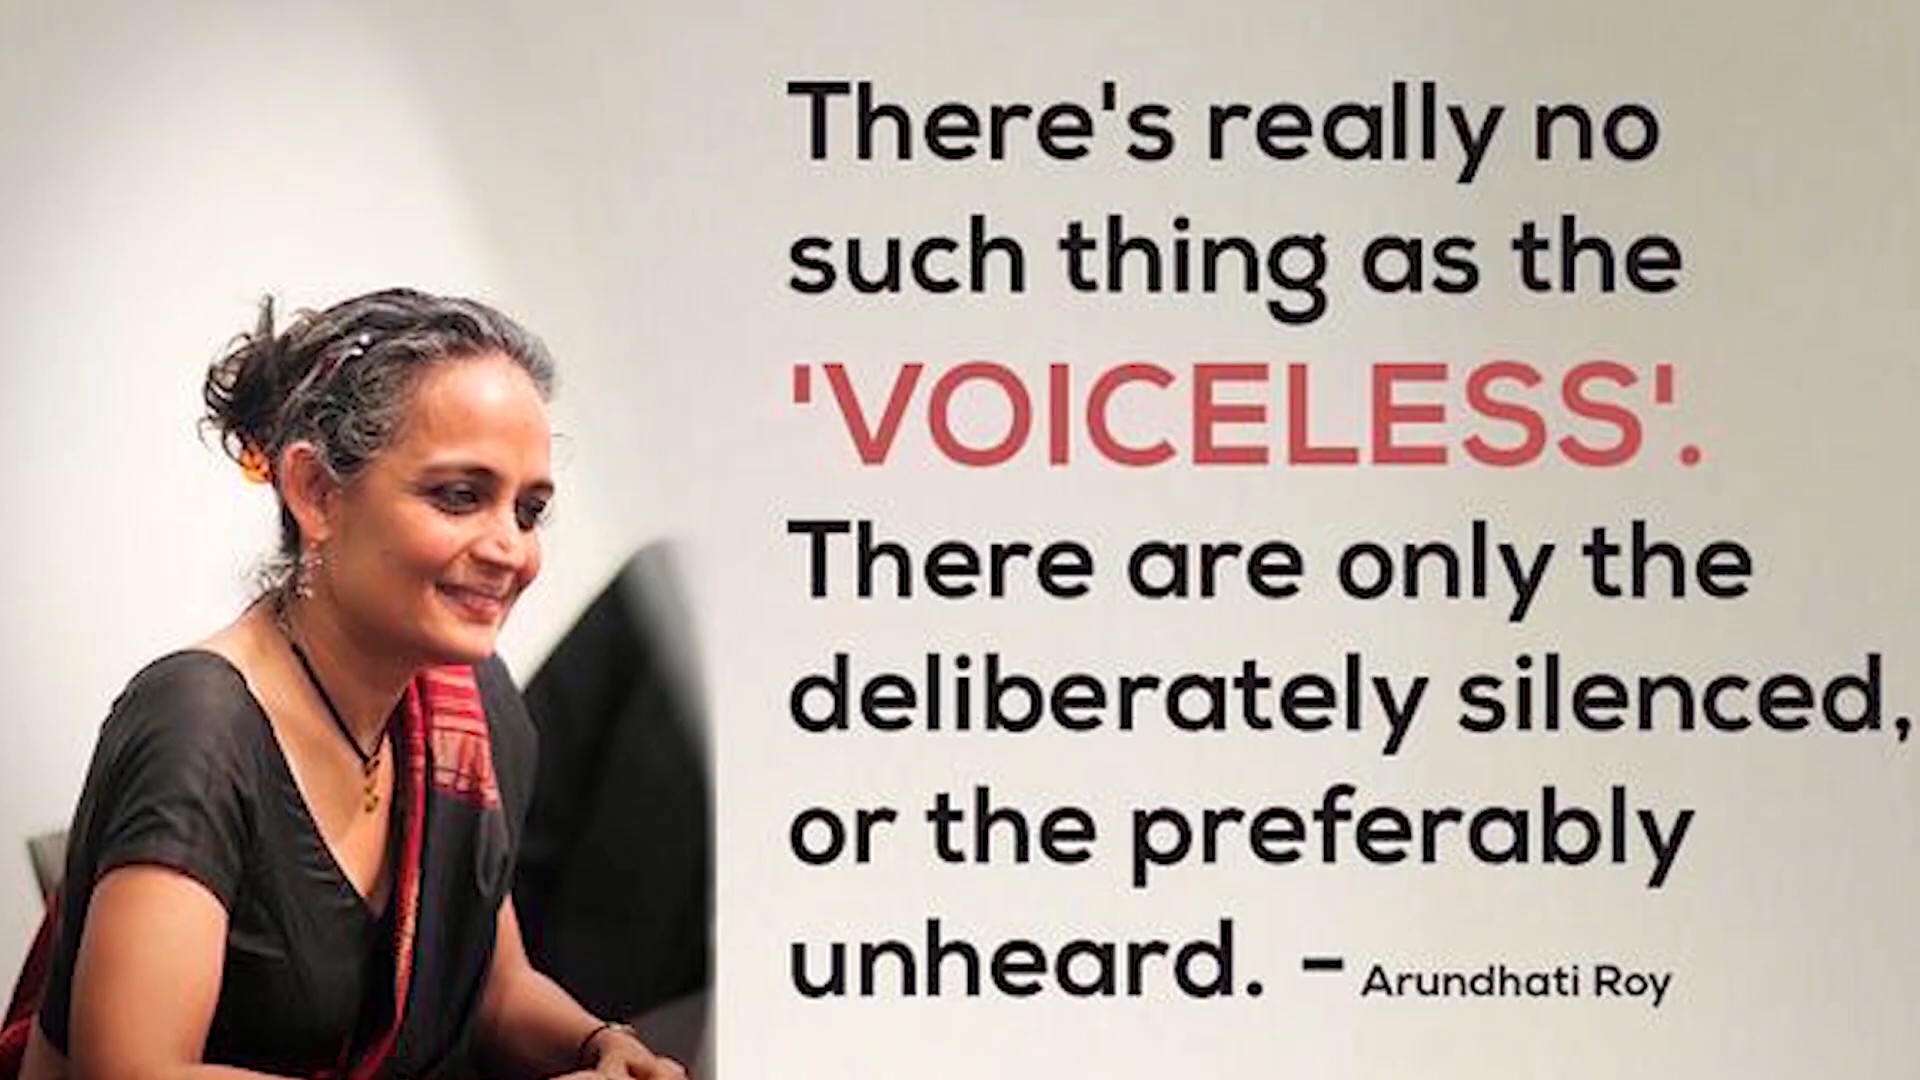 There's really no
such thing as the
'VOICELESS'.
There are only the
deliberately silenced,
or the preferably
unheard. - Arundhati Roy